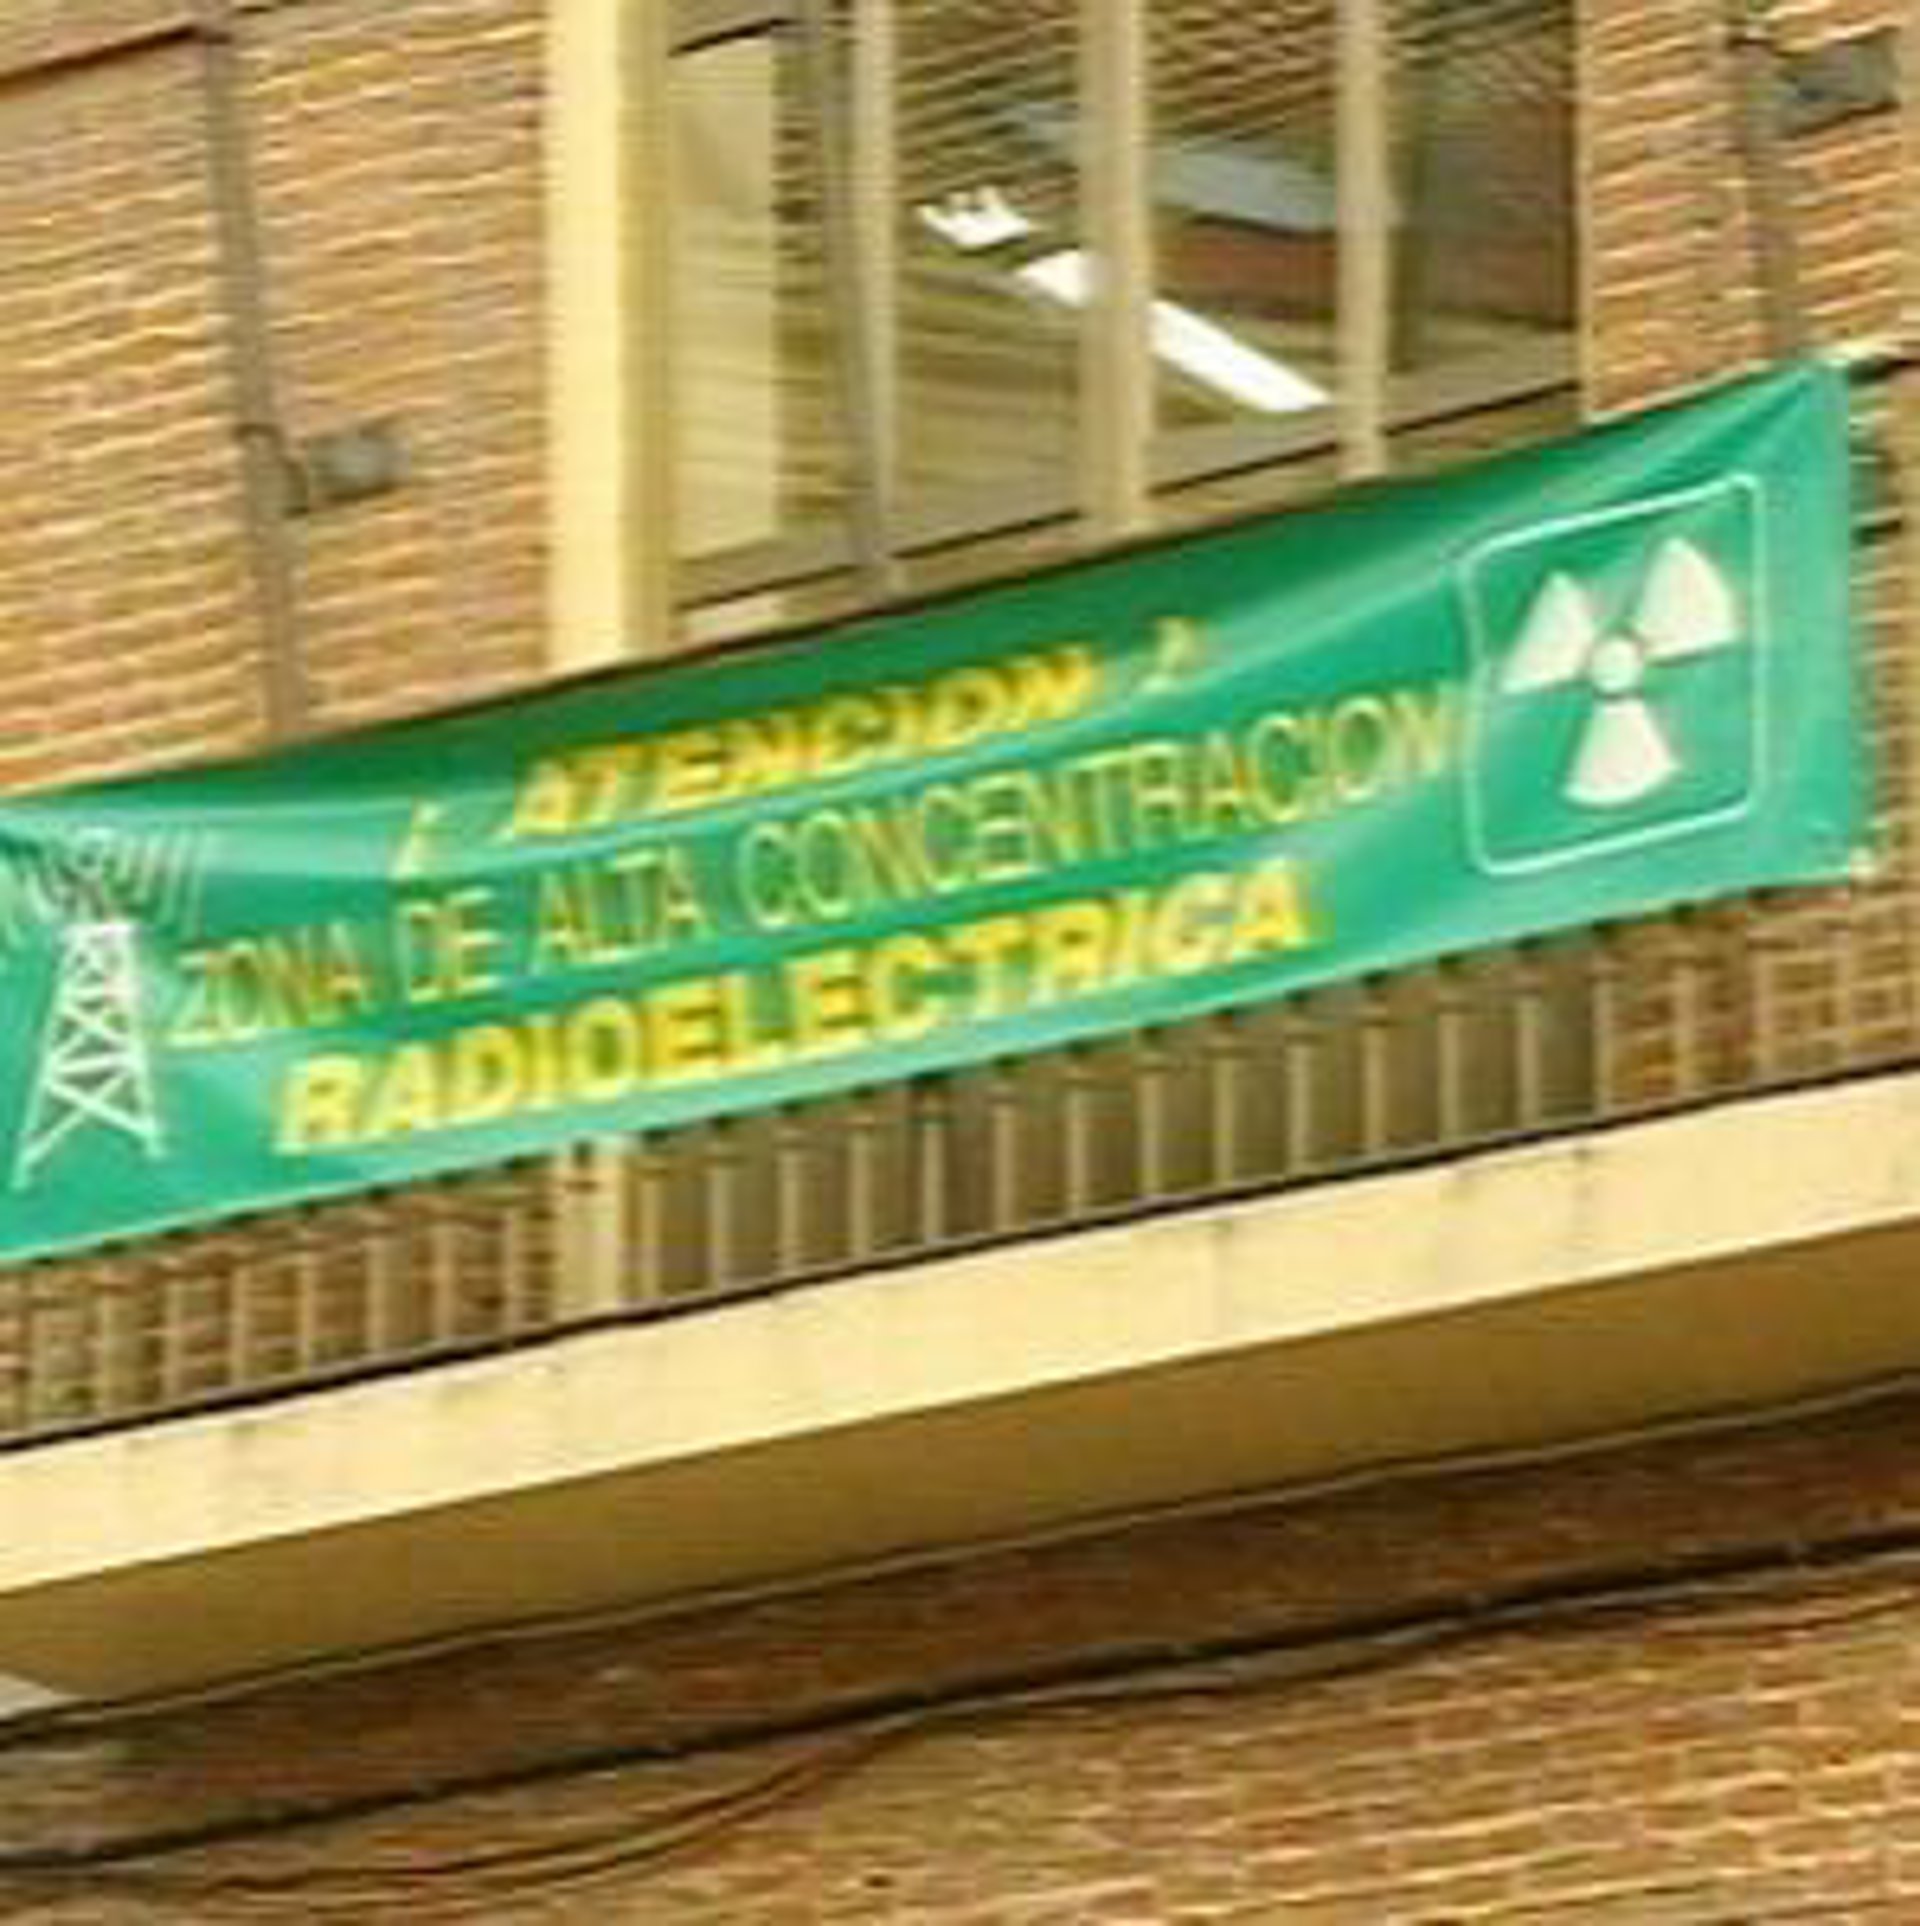 ¡ ATENCION !
ZONA DE ALTA CONCENTRACION
RADIOELECTRICA